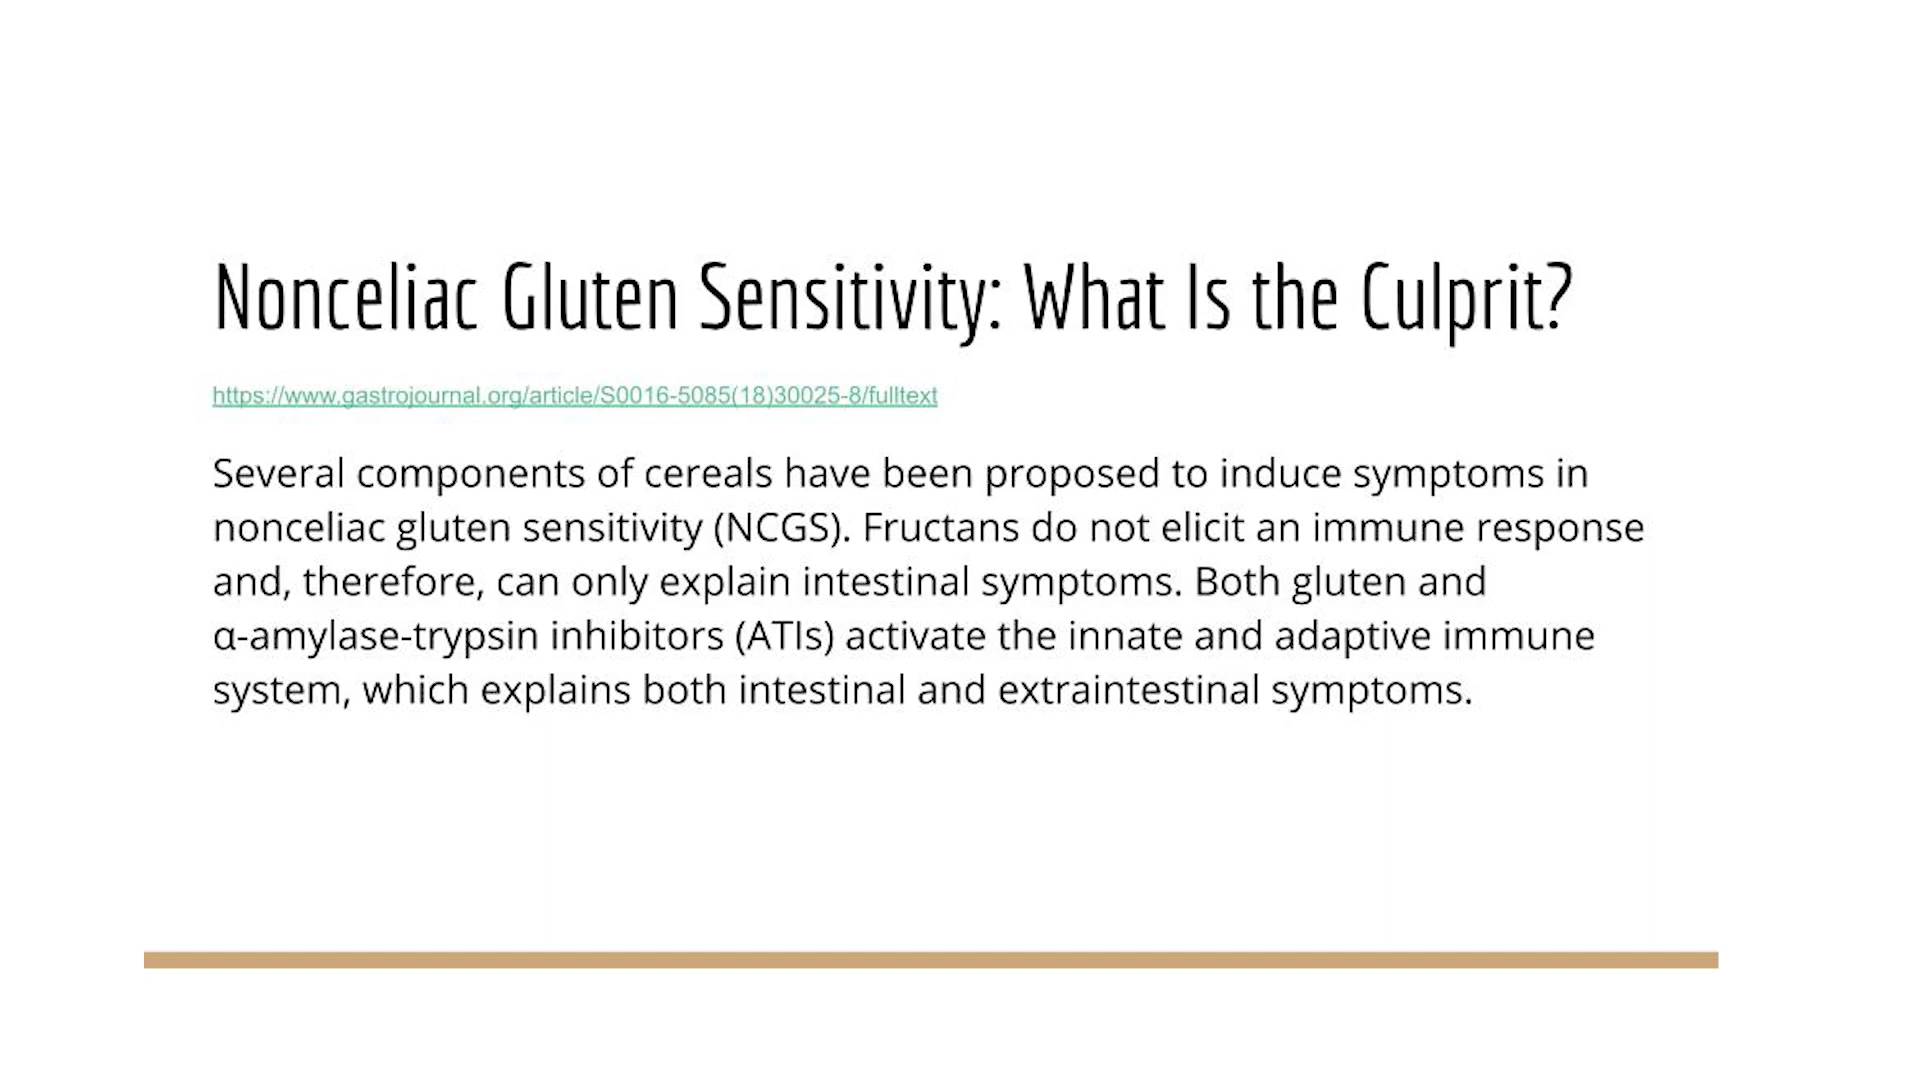 Nonceliac Gluten Sensitivity: What Is the Culprit?
https://www.gastrojournal.org/article/S0016-5085(18)30025-8/fulltext
Several components of cereals have been proposed to induce symptoms in
nonceliac gluten sensitivity (NCGS). Fructans do not elicit an immune response
and, therefore, can only explain intestinal symptoms. Both gluten and
α-amylase-trypsin inhibitors (ATIs) activate the innate and adaptive immune
system, which explains both intestinal and extraintestinal symptoms.